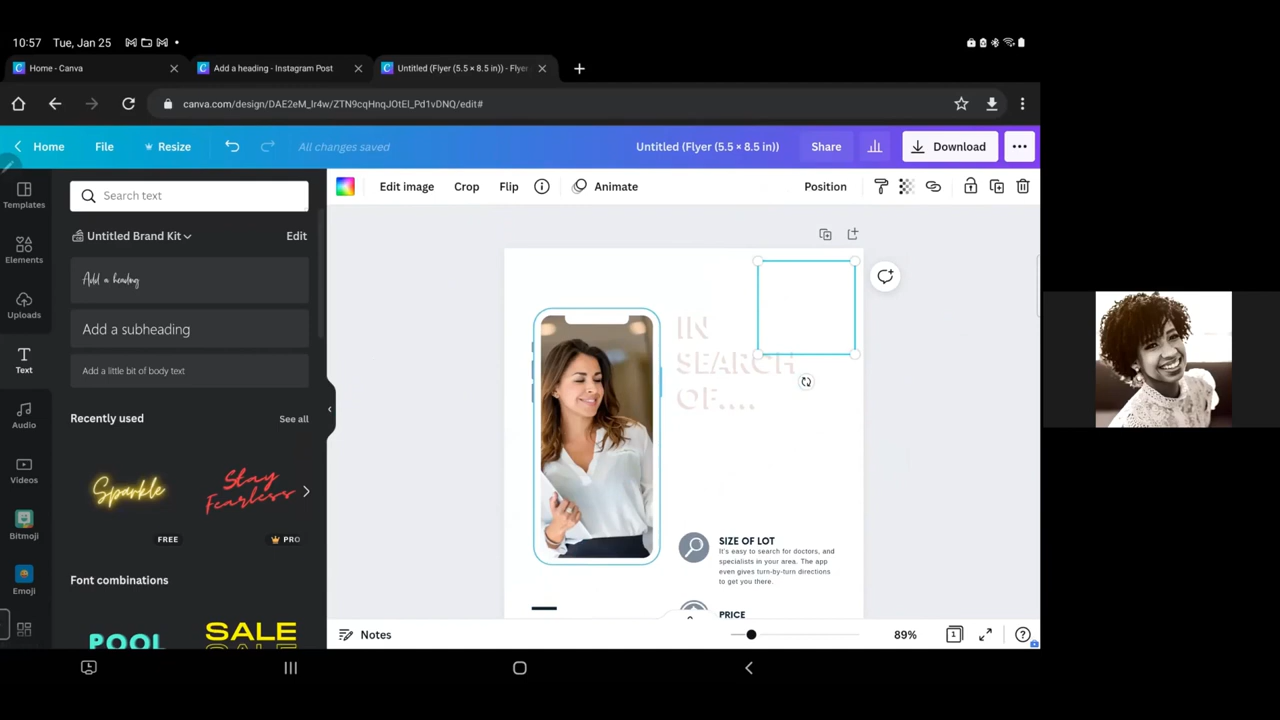 10:57 Tue, Jan 25
Home - Canva
Add a heading - Instagram Post
Untitled (Flyer (5.5 × 8.5 in)) - Flye
canva.com/design/DAE2eM_lr4w/ZTN9cqHnqJOtEl_Pd1vDNQ/edit#
Home File Resize All changes saved Untitled (Flyer (5.5 × 8.5 in)) Share Download
Edit image Crop Flip Animate Position
Templates
Elements
Uploads
Text
Audio
Videos
Bitmoji
Emoji
Search text
Untitled Brand Kit Edit
Add a heading
Add a subheading
Add a little bit of body text
Recently used See all
Sparkle
FREE
Stay
Fearless
PRO
Font combinations
POOL
SALE
SALE
IN
SEARCH
OF....
SIZE OF LOT
It's easy to search for doctors, and
specialists in your area. The app
even gives turn-by-turn directions
to get you there.
PRICE
Notes 89% 1